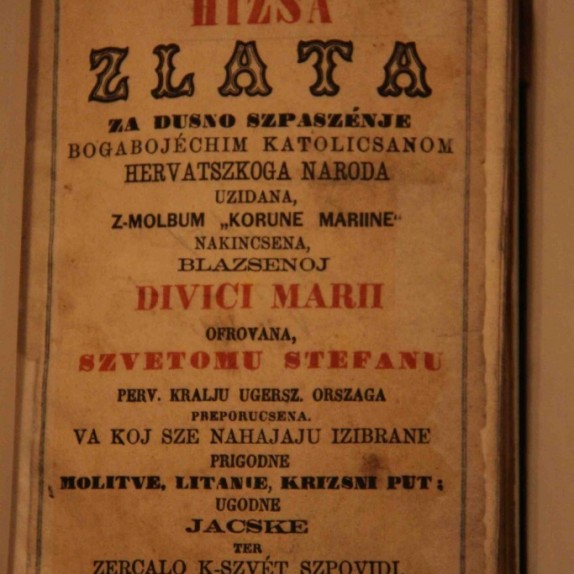 HIZSA
ZLATA
ZA DUSNO SZPASZÉNJE
BOGABOJÉCHIM KATOLICSANOM
HERVATSZKOGA NARODA
UZIDANA,
Z-MOLBUM „KORUNE MARIINE“
NAKINCSENA,
BLAZSENOJ
DIVICI MARII
OFROVANA,
SZVETOMU STEFANU
PERV. KRALJU UGERSZ. ORSZAGA
PREPORUCSENA.
VA KOJ SZE NAHAJAJU IZIBRANE
PRIGODNE
MOLITVE, LITANIE, KRIZSNI PUT;
UGODNE
JACSKE
TER
ZERCALO K-SZVÉT SZPOVIDI.